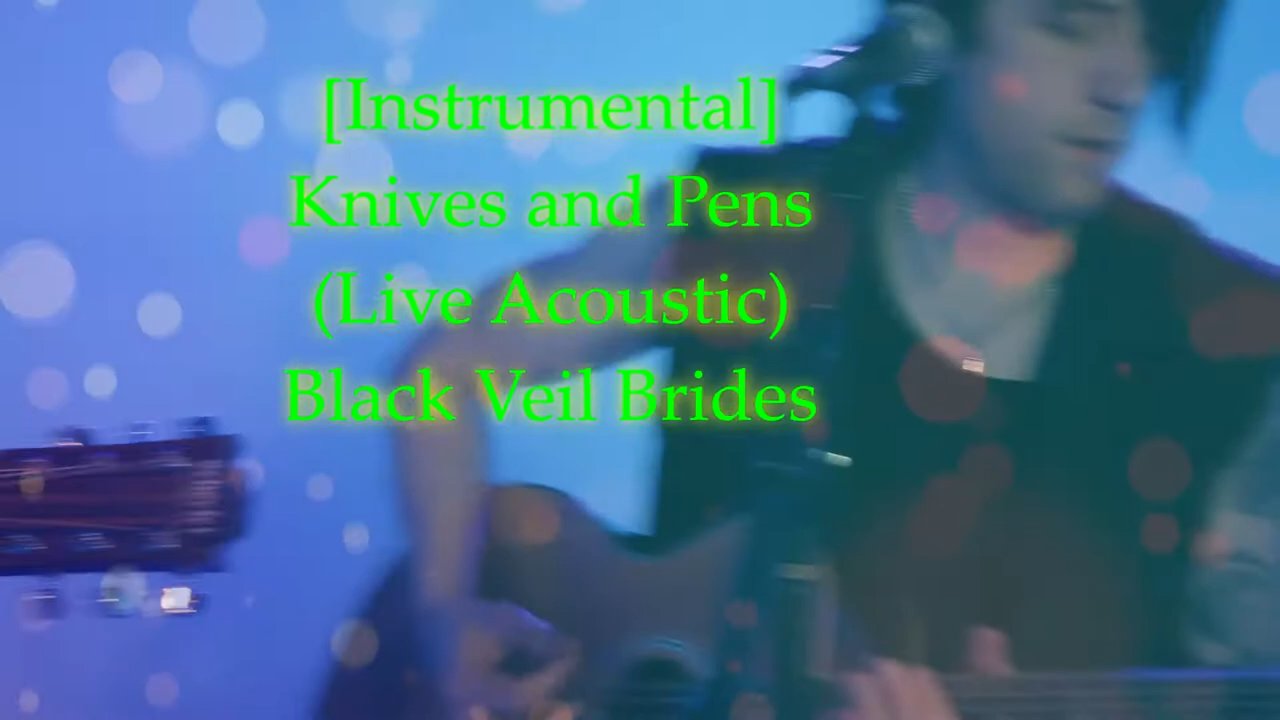 [Instrumental]
Knives and Pens
(Live Acoustic)
Black Veil Brides